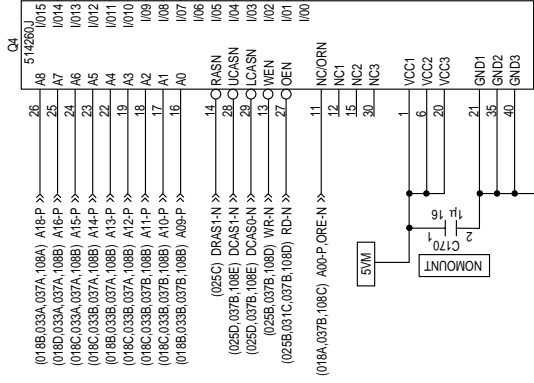 Q4
514260J
(018B,033A,037A,108A) A18-P >> 26 A8 I/015
(018D,033A,037A,108B) A16-P >> 25 A7 I/014
(018C,033A,037A,108B) A15-P >> 24 A6 I/013
(018C,033B,037A,108B) A14-P >> 23 A5 I/012
(018B,033B,037A,108B) A13-P >> 22 A4 I/011
(018C,033B,037A,108B) A12-P >> 19 A3 I/010
(018C,033B,037B,108B) A11-P >> 18 A2 I/09
(018C,033B,037B,108B) A10-P >> 17 A1 I/08
(018B,033B,037B,108B) A09-P >> 16 A0 I/07
I/06
(025C) DRAS1-N >> 14 RASN I/05
(025D,037B,108E) DCAS1-N >> 28 UCASN I/04
(025D,037B,108E) DCAS0-N >> 29 LCASN I/03
(025B,037B,108D) WR-N >> 13 WEN I/02
(025B,031C,037B,108D) RD-N >> 27 OEN I/01
I/00
(018A,037B,108C) A00-P,ORE-N >> 11 NC/ORN
12 NC1
15 NC2
30 NC3
5VM
1 VCC1
6 VCC2
20 VCC3
1 C170 2
1µ 16
NOMOUNT
21 GND1
35 GND2
40 GND3